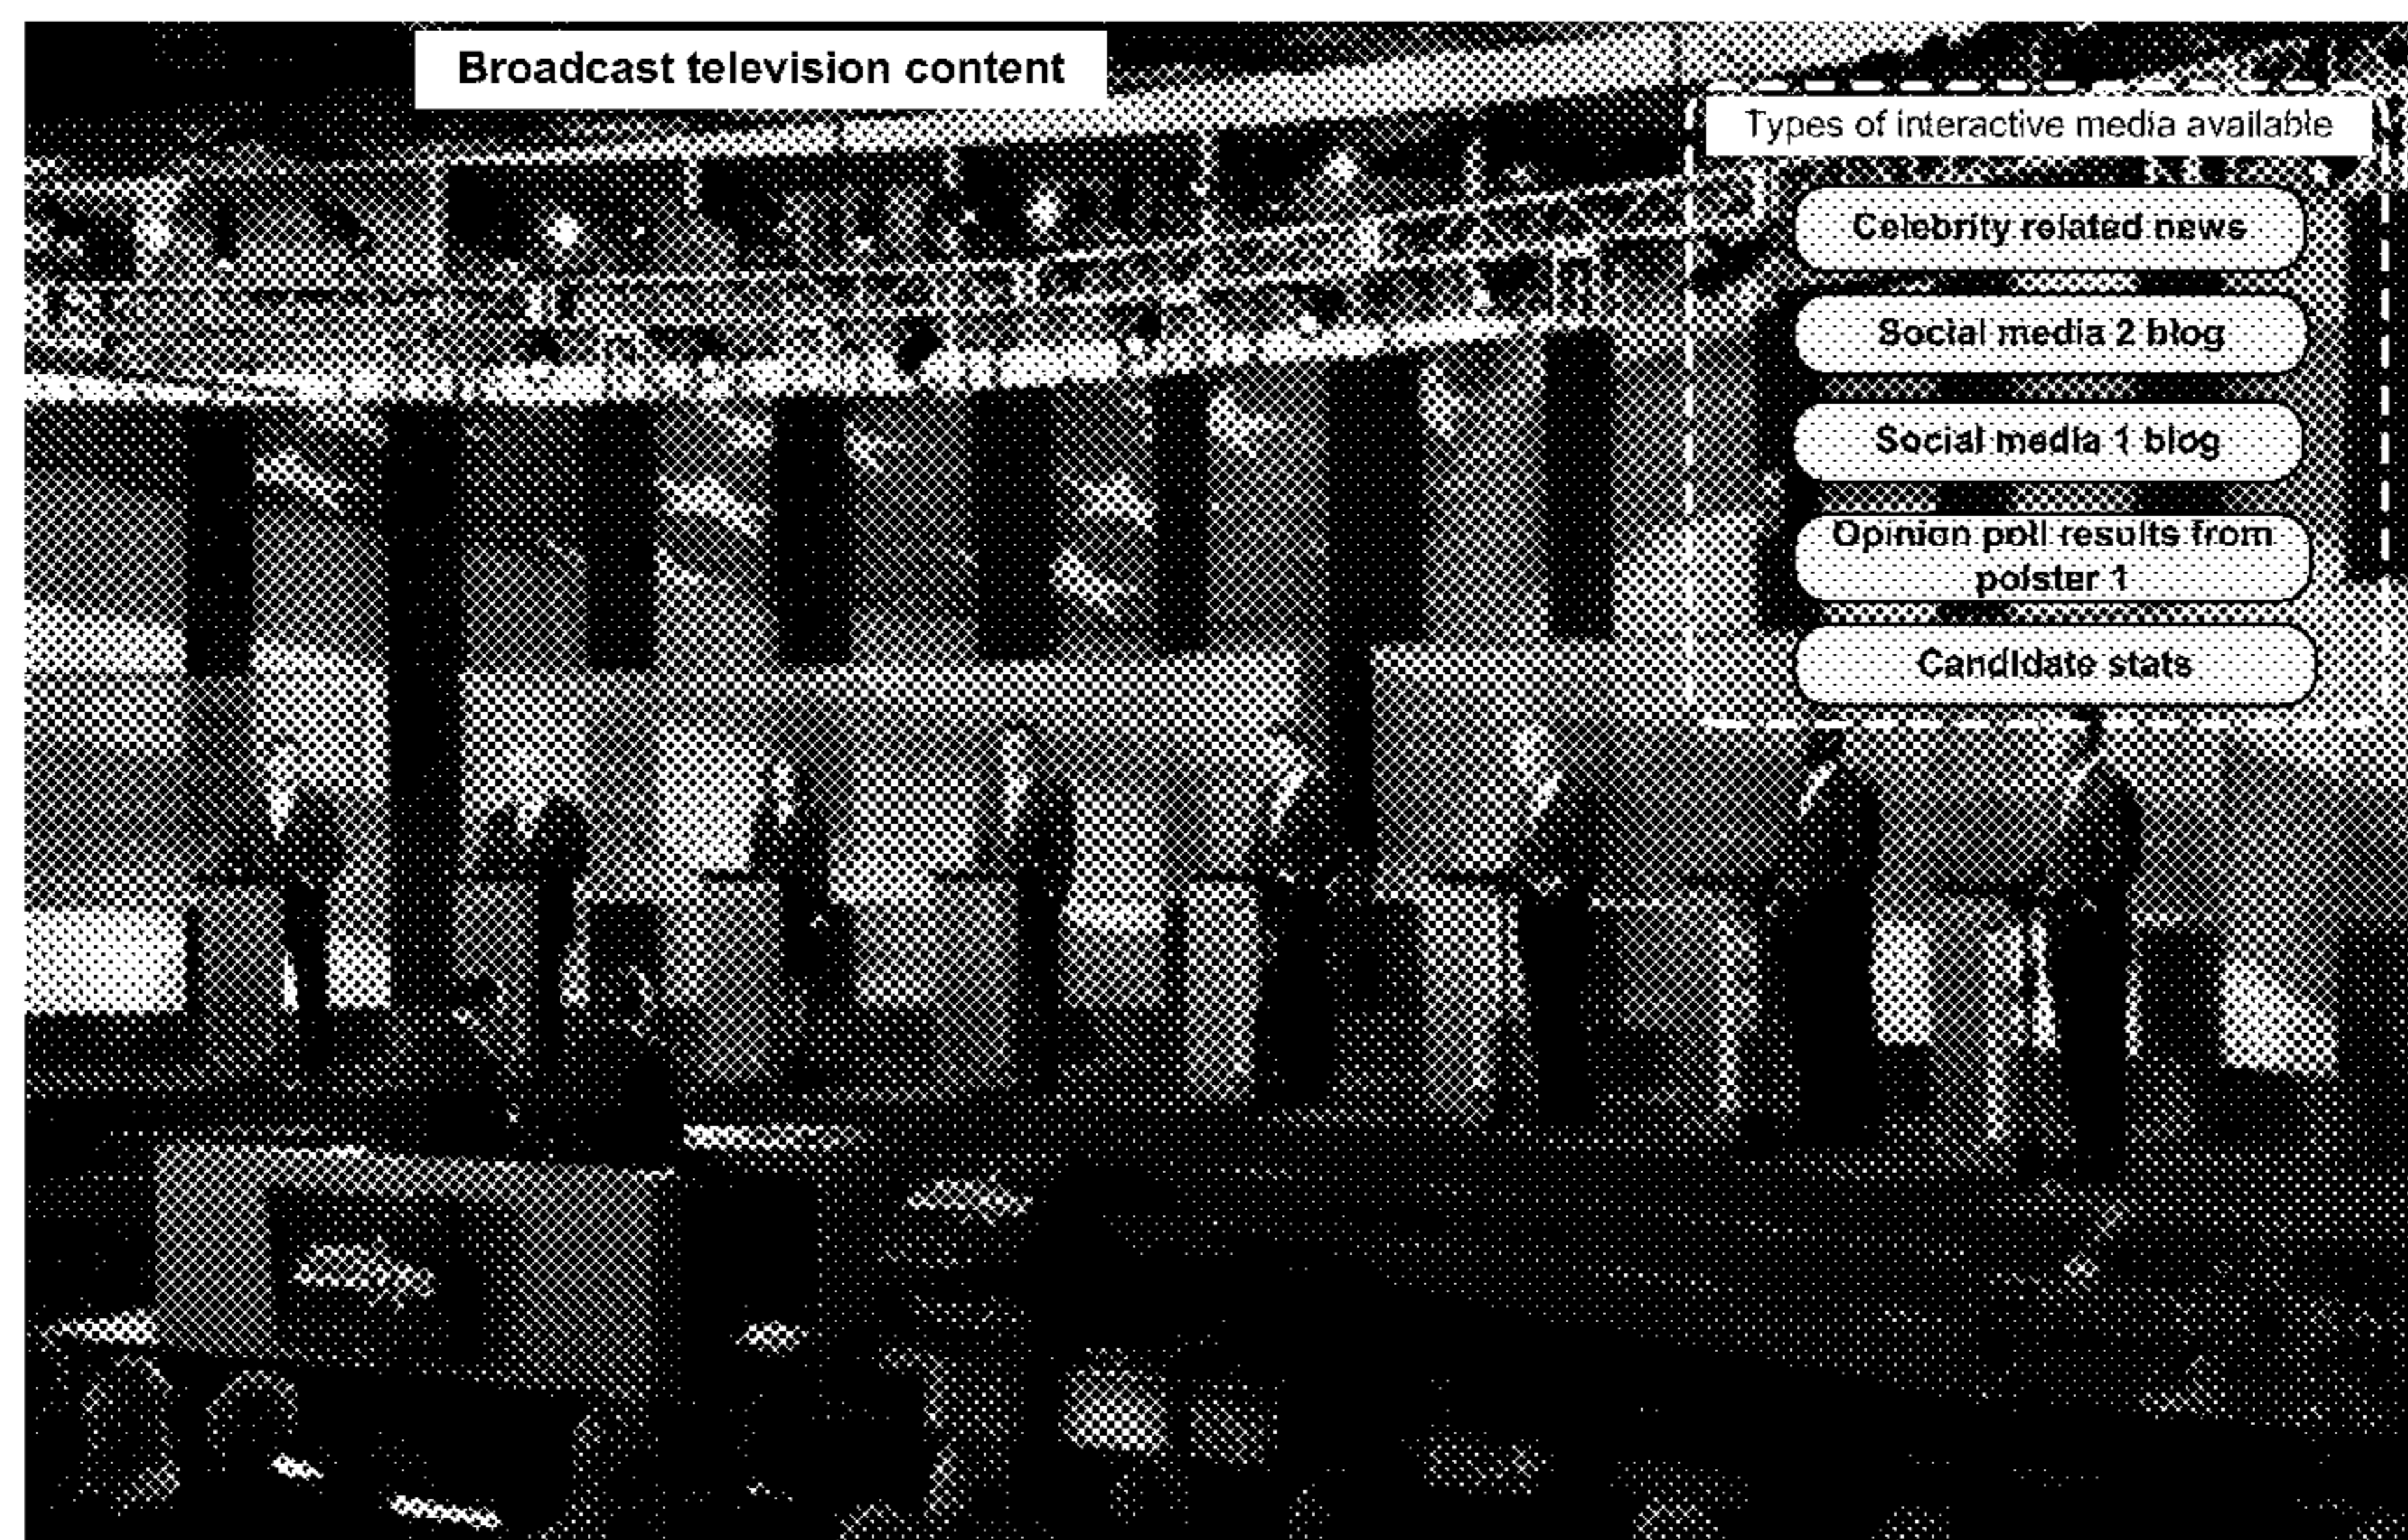 Broadcast television content
Types of interactive media available
Celebrity related news
Social media 2 blog
Social media 1 blog
Opinion poll results from
polster 1
Candidate stats